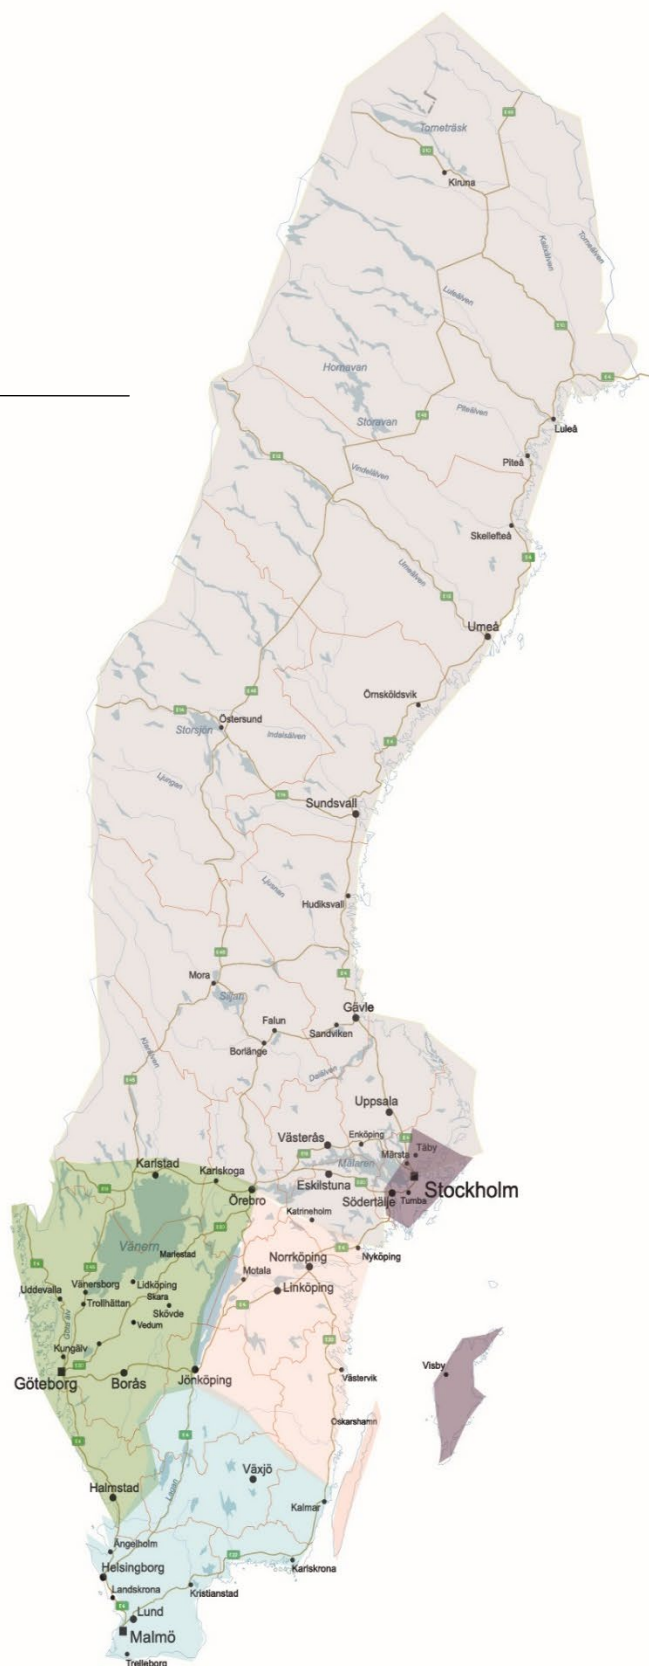 Torneträsk
Kiruna
Kalixälven
Torneälven
Luleälven
Hornavan
Storavan
Piteälven
Luleå
Piteå
Vindelälven
Skellefteå
Umeälven
Umeå
Örnsköldsvik
Östersund
Storsjön
Indalsälven
Ljungan
Sundsvall
Ljusnan
Hudiksvall
Mora
Siljan
Gävle
Falun
Sandviken
Borlänge
Klarälven
Dalälven
Uppsala
Västerås
Enköping
Täby
Mälaren
Märsta
Karlstad
Karlskoga
Eskilstuna
Stockholm
Örebro
Södertälje
Tumba
Katrineholm
Vänern
Mariestad
Norrköping
Nyköping
Motala
Lidköping
Vänersborg
Linköping
Uddevalla
Skara
Trollhättan
Skövde
Vedum
Göta älv
Kungälv
Visby
Göteborg
Borås
Jönköping
Västervik
Oskarshamn
Växjö
Lagan
Halmstad
Kalmar
Ängelholm
Helsingborg
Karlskrona
Landskrona
Kristianstad
Lund
Malmö
Trelleborg